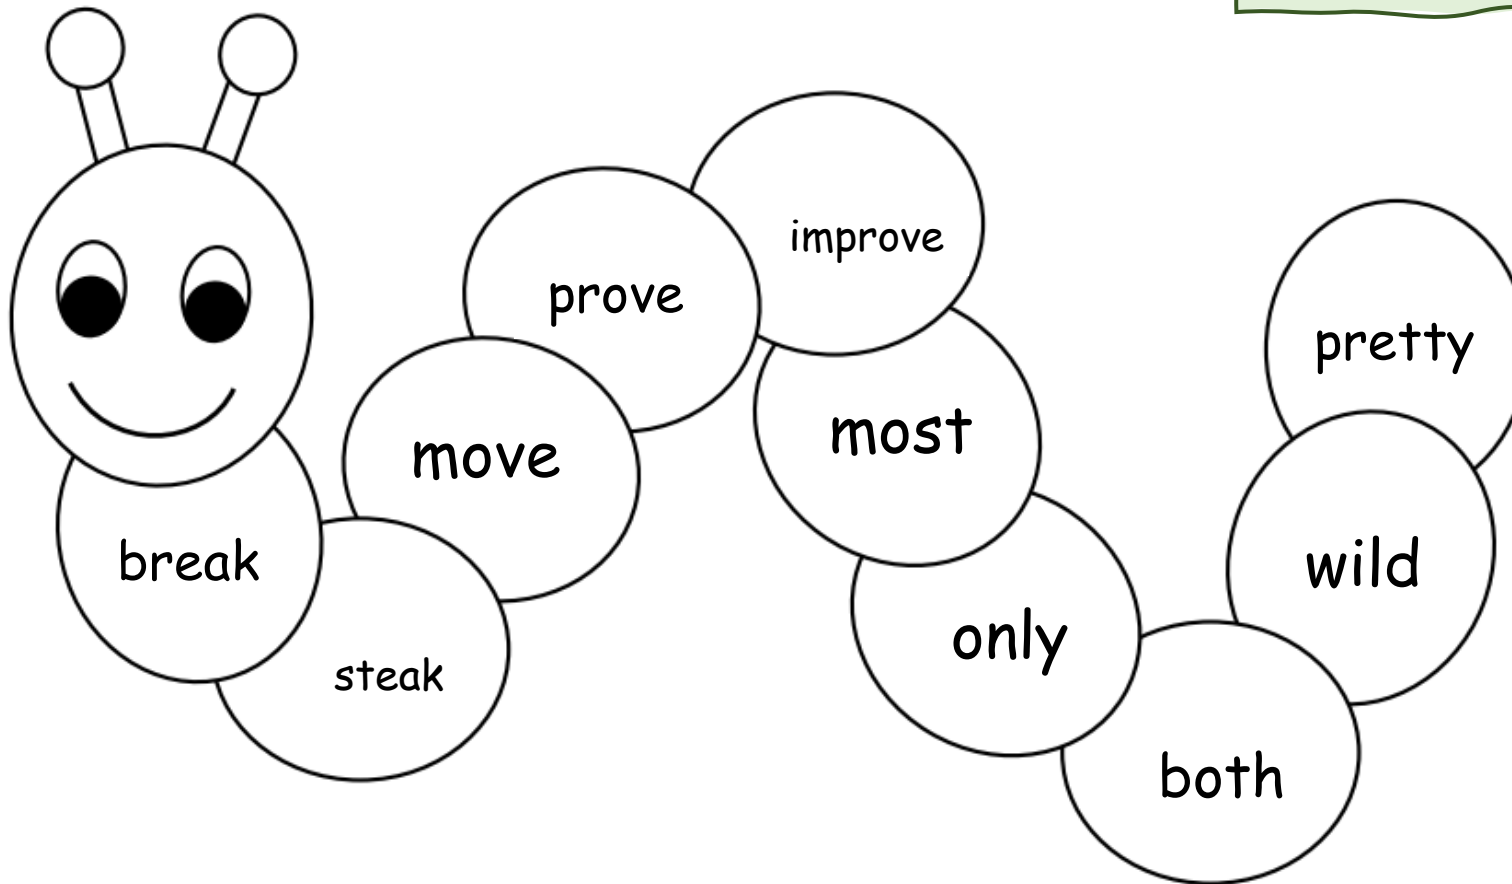 break
steak
move
prove
improve
most
only
both
wild
pretty